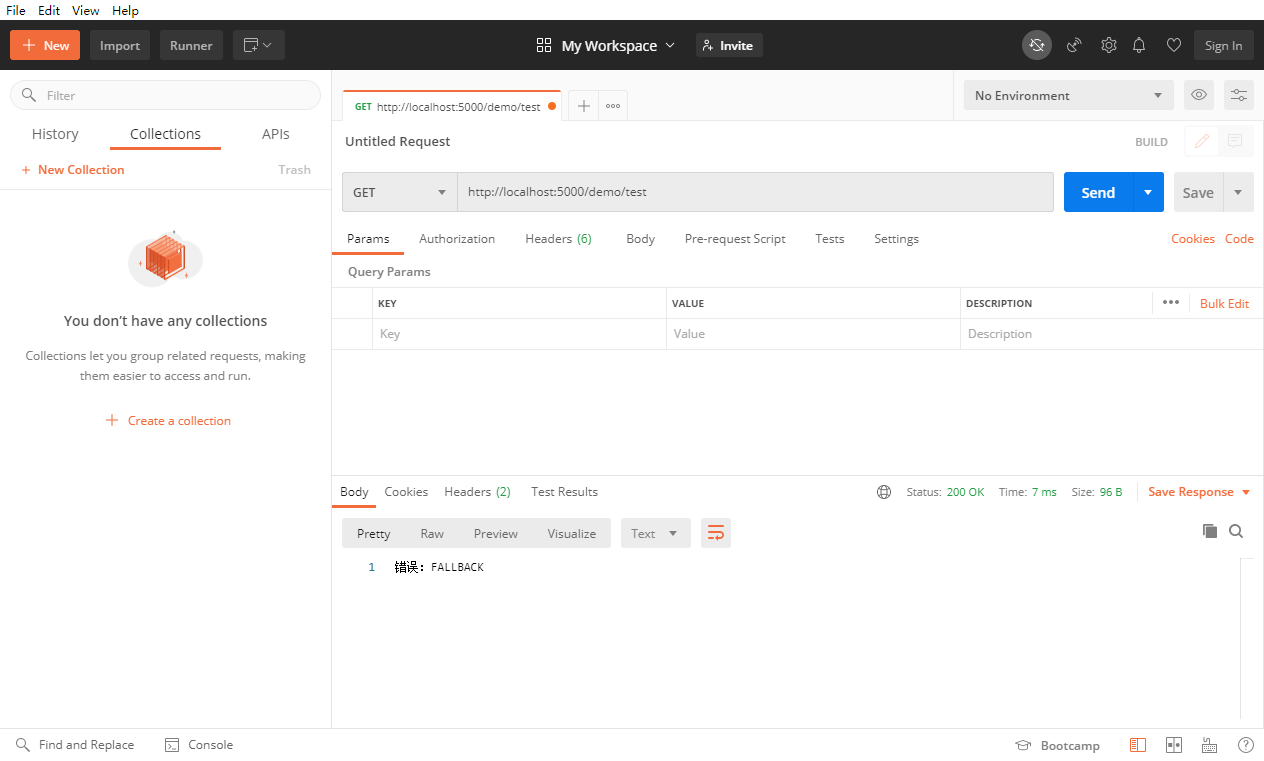 File Edit View Help
New Import Runner My Workspace Invite Sign In
Filter
History Collections APIs
New Collection Trash
You don't have any collections
Collections let you group related requests, making
them easier to access and run.
Create a collection
GET http://localhost:5000/demo/test No Environment
Untitled Request BUILD
GET http://localhost:5000/demo/test Send Save
Params Authorization Headers (6) Body Pre-request Script Tests Settings Cookies Code
Query Params
KEY VALUE DESCRIPTION Bulk Edit
Key Value Description
Body Cookies Headers (2) Test Results Status: 200 OK Time: 7 ms Size: 96 B Save Response
Pretty Raw Preview Visualize Text
1 错误：FALLBACK
Find and Replace Console Bootcamp